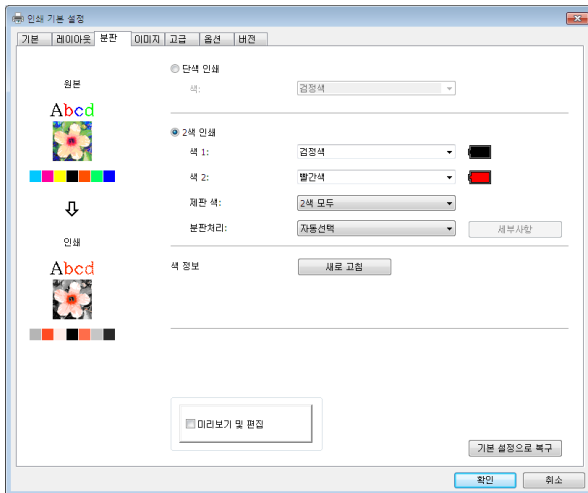 인쇄 기본 설정
기본 레이아웃 분판 이미지 고급 옵션 버전
원본
Abcd
인쇄
Abcd
단색 인쇄
색: 검정색
2색 인쇄
색 1: 검정색
색 2: 빨간색
제판 색: 2색 모두
분판처리: 자동선택 세부사항
색 정보 새로 고침
미리보기 및 편집
기본 설정으로 복구
확인 취소